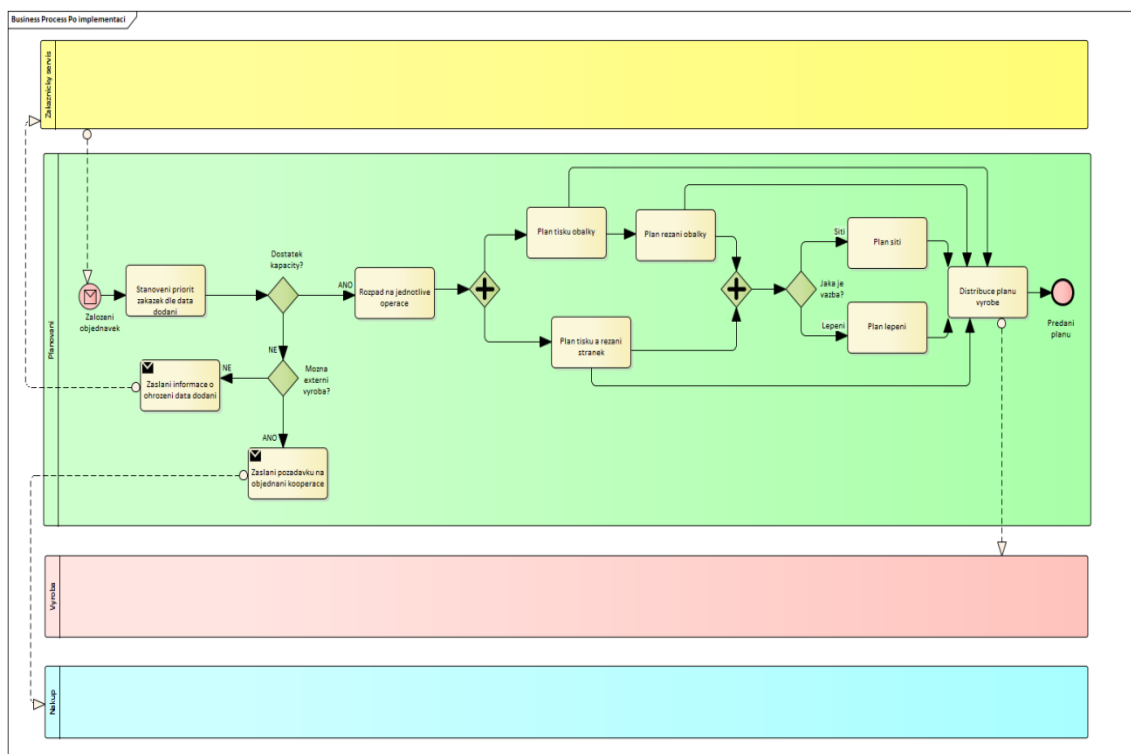 Business Process Po implementaci
Zakaznicky servis
Planovani
Zalozeni
objednavek
Stanoveni priorit
zakazek dle data
dodani
Dostatek
kapacity?
ANO
NE
Rozpad na jednotlive
operace
Mozna
externi
vyroba?
NE
ANO
Zaslani informace o
ohrozeni data dodani
Zaslani pozadavku na
objednani kooperace
Plan tisku obalky
Plan rezani obalky
Plan tisku a rezani
stranek
Jaka je
vazba?
Siti
Lepeni
Plan siti
Plan lepeni
Distribuce planu
vyrobe
Predani
planu
Vyroba
Nakup